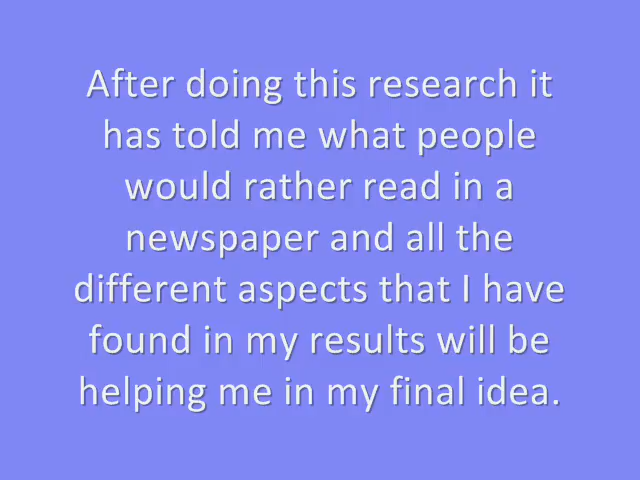 After doing this research it
has told me what people
would rather read in a
newspaper and all the
different aspects that I have
found in my results will be
helping me in my final idea.